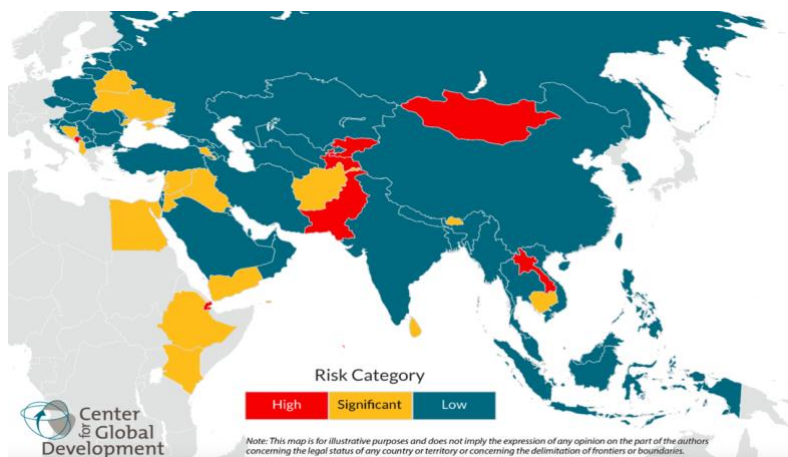 Risk Category
High Significant Low
Center
for Global
Development
Note: This map is for illustrative purposes and does not imply the expression of any opinion on the part of the authors
concerning the legal status of any country or territory or concerning the delimitation of frontiers or boundaries.